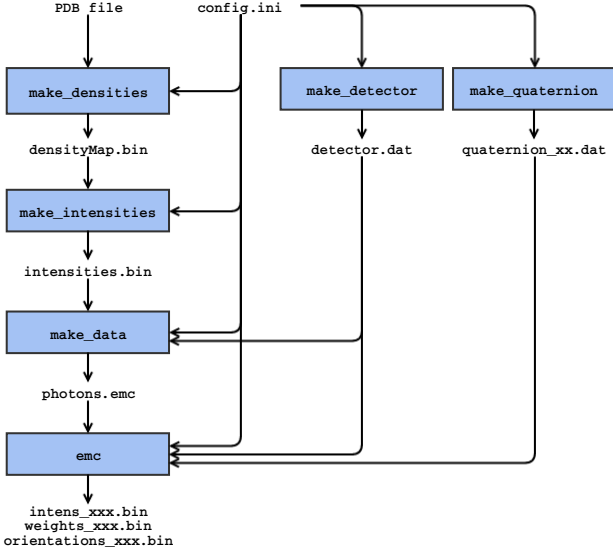 PDB file
config.ini
make_densities
make_detector
make_quaternion
densityMap.bin
detector.dat
quaternion_xx.dat
make_intensities
intensities.bin
make_data
photons.emc
emc
intens_xxx.bin
weights_xxx.bin
orientations_xxx.bin